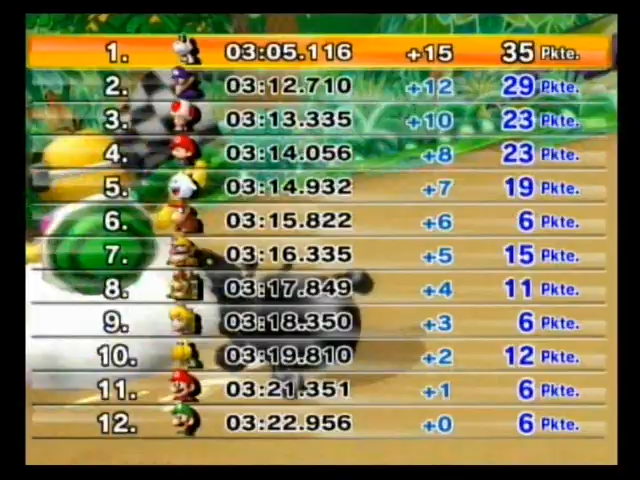 1. 03:05.116 +15 35 Pkte.
2. 03:12.710 +12 29 Pkte.
3. 03:13.335 +10 23 Pkte.
4. 03:14.056 +8 23 Pkte.
5. 03:14.932 +7 19 Pkte.
6. 03:15.822 +6 6 Pkte.
7. 03:16.335 +5 15 Pkte.
8. 03:17.849 +4 11 Pkte.
9. 03:18.350 +3 6 Pkte.
10. 03:19.810 +2 12 Pkte.
11. 03:21.351 +1 6 Pkte.
12. 03:22.956 +0 6 Pkte.